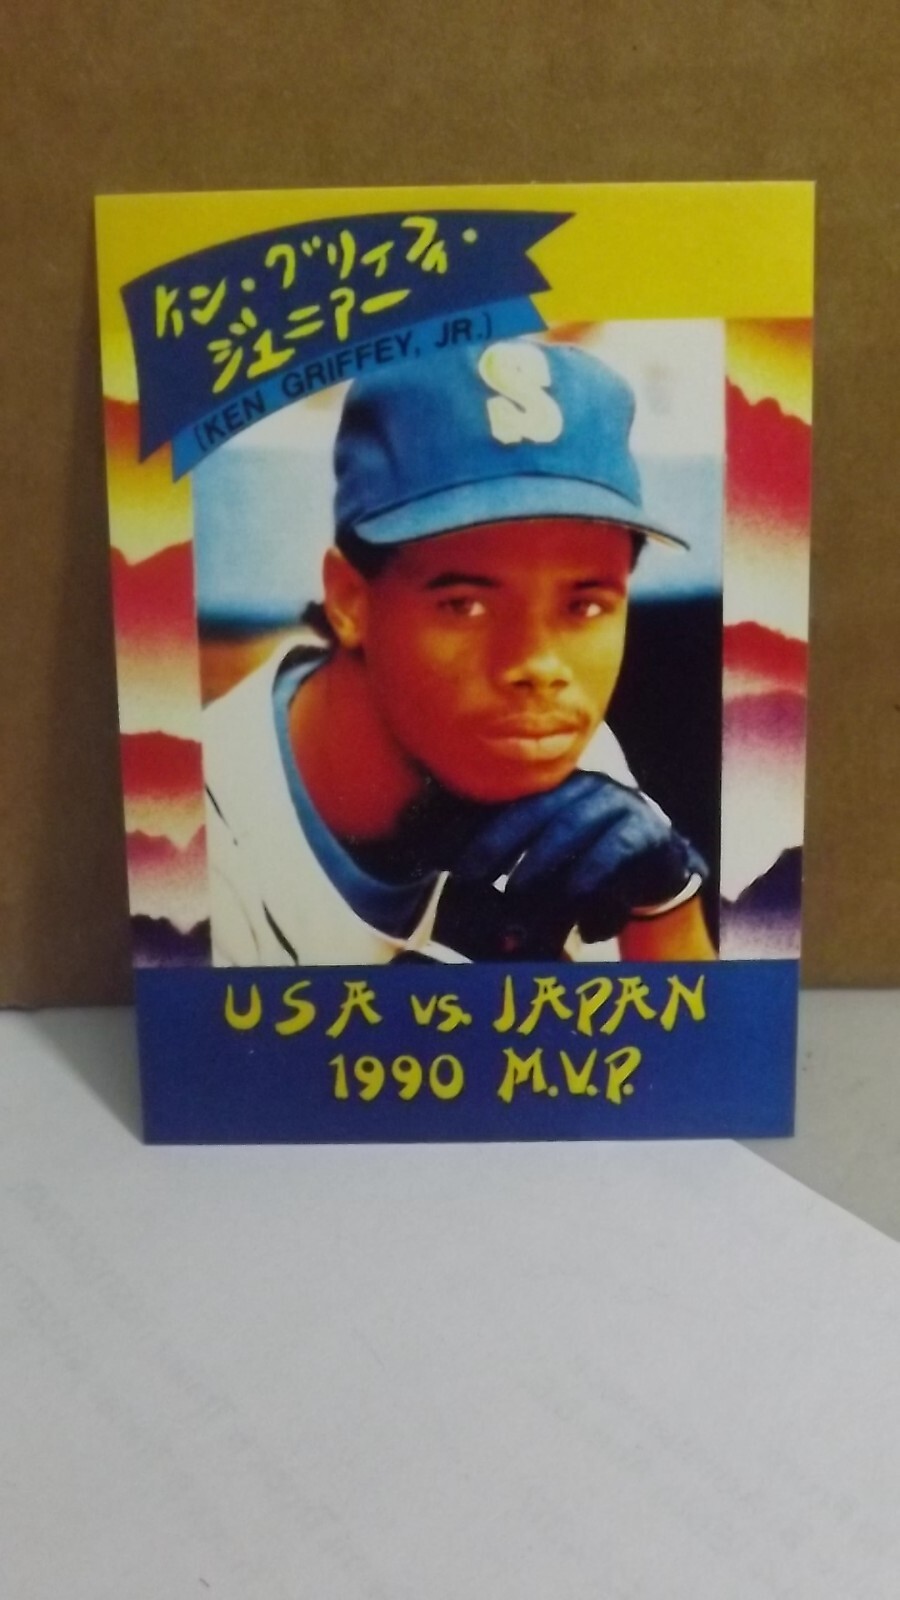 ケン・グリィフィ・
ジュニアー
(KEN GRIFFEY, JR.)
S
USA vs. JAPAN
1990 M.V.P.